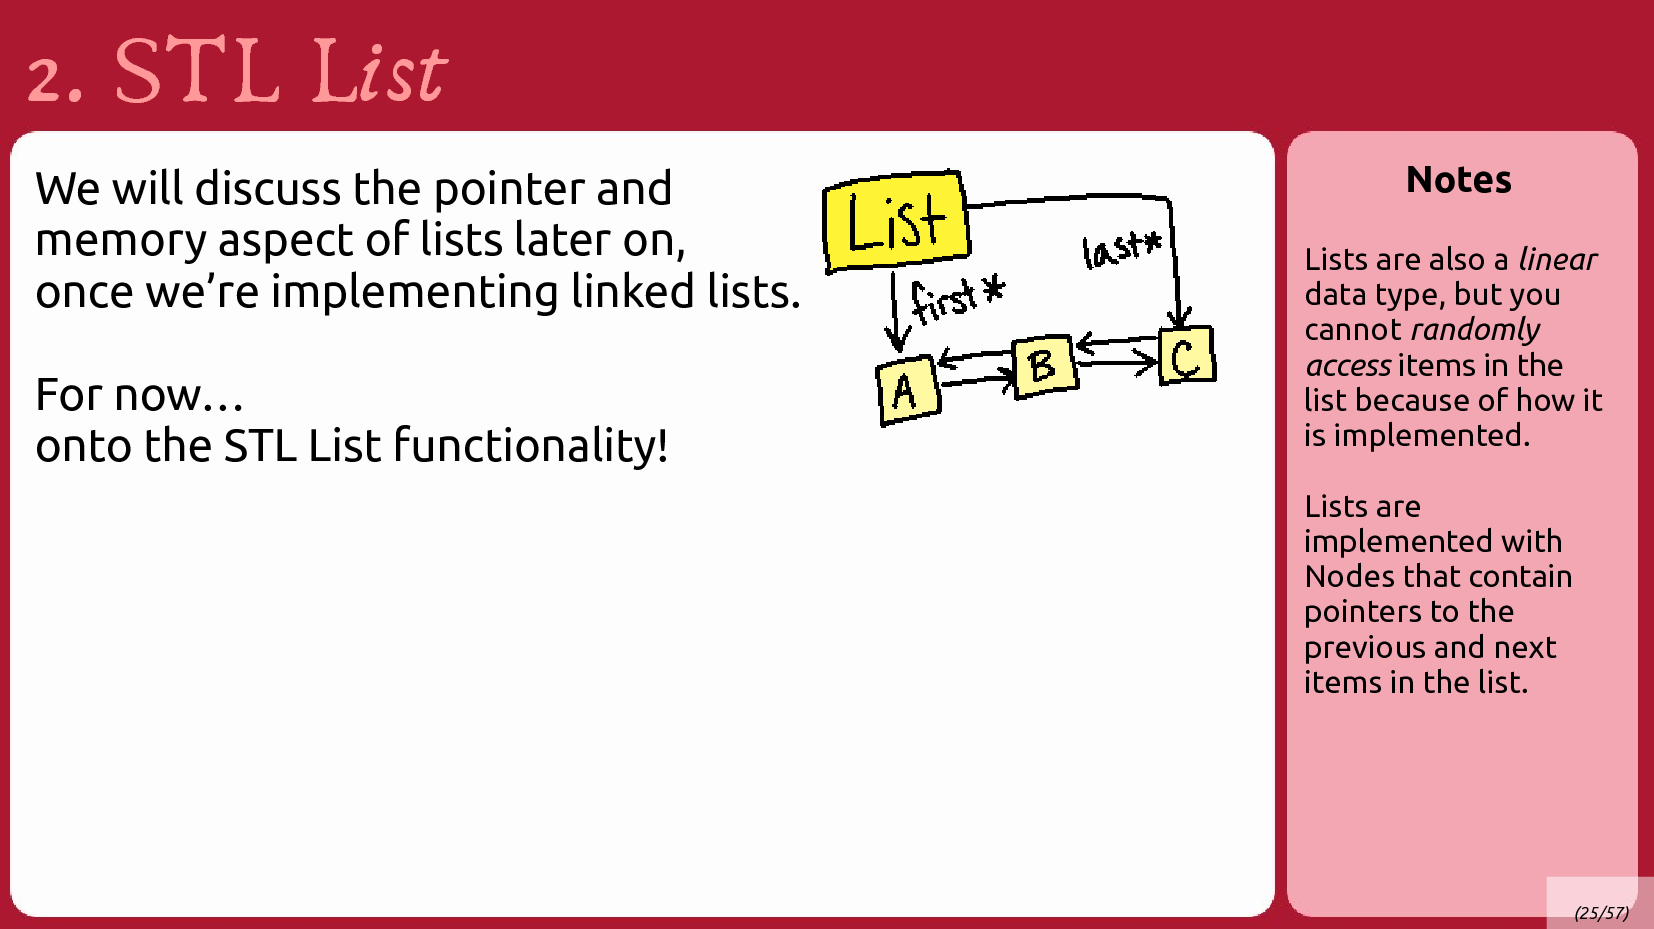 2. STL List
We will discuss the pointer and
memory aspect of lists later on,
once we’re implementing linked lists.
For now…
onto the STL List functionality!
List
first*
last*
A
B
C
Notes
Lists are also a linear
data type, but you
cannot randomly
access items in the
list because of how it
is implemented.
Lists are
implemented with
Nodes that contain
pointers to the
previous and next
items in the list.
(25/57)